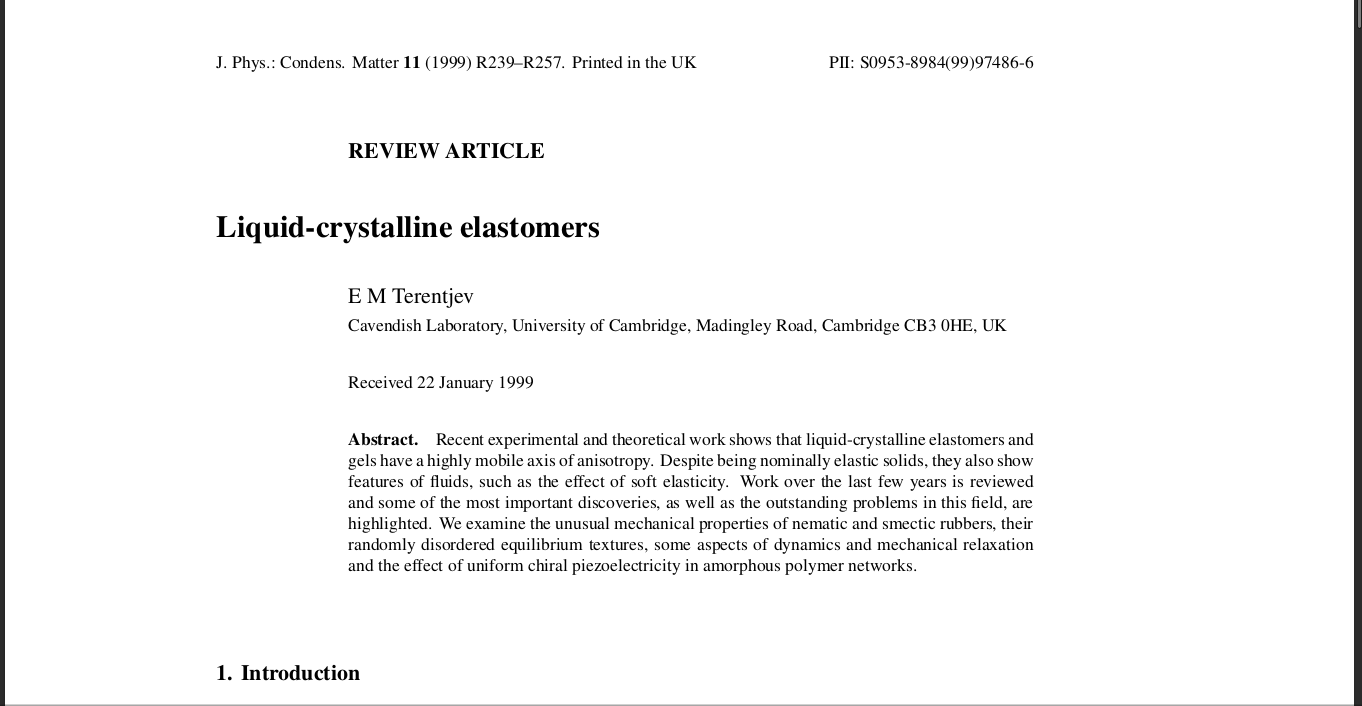 J. Phys.: Condens. Matter 11 (1999) R239–R257. Printed in the UK PII: S0953-8984(99)97486-6
REVIEW ARTICLE
Liquid-crystalline elastomers
E M Terentjev
Cavendish Laboratory, University of Cambridge, Madingley Road, Cambridge CB3 0HE, UK
Received 22 January 1999
Abstract. Recent experimental and theoretical work shows that liquid-crystalline elastomers and
gels have a highly mobile axis of anisotropy. Despite being nominally elastic solids, they also show
features of fluids, such as the effect of soft elasticity. Work over the last few years is reviewed
and some of the most important discoveries, as well as the outstanding problems in this field, are
highlighted. We examine the unusual mechanical properties of nematic and smectic rubbers, their
randomly disordered equilibrium textures, some aspects of dynamics and mechanical relaxation
and the effect of uniform chiral piezoelectricity in amorphous polymer networks.
1. Introduction